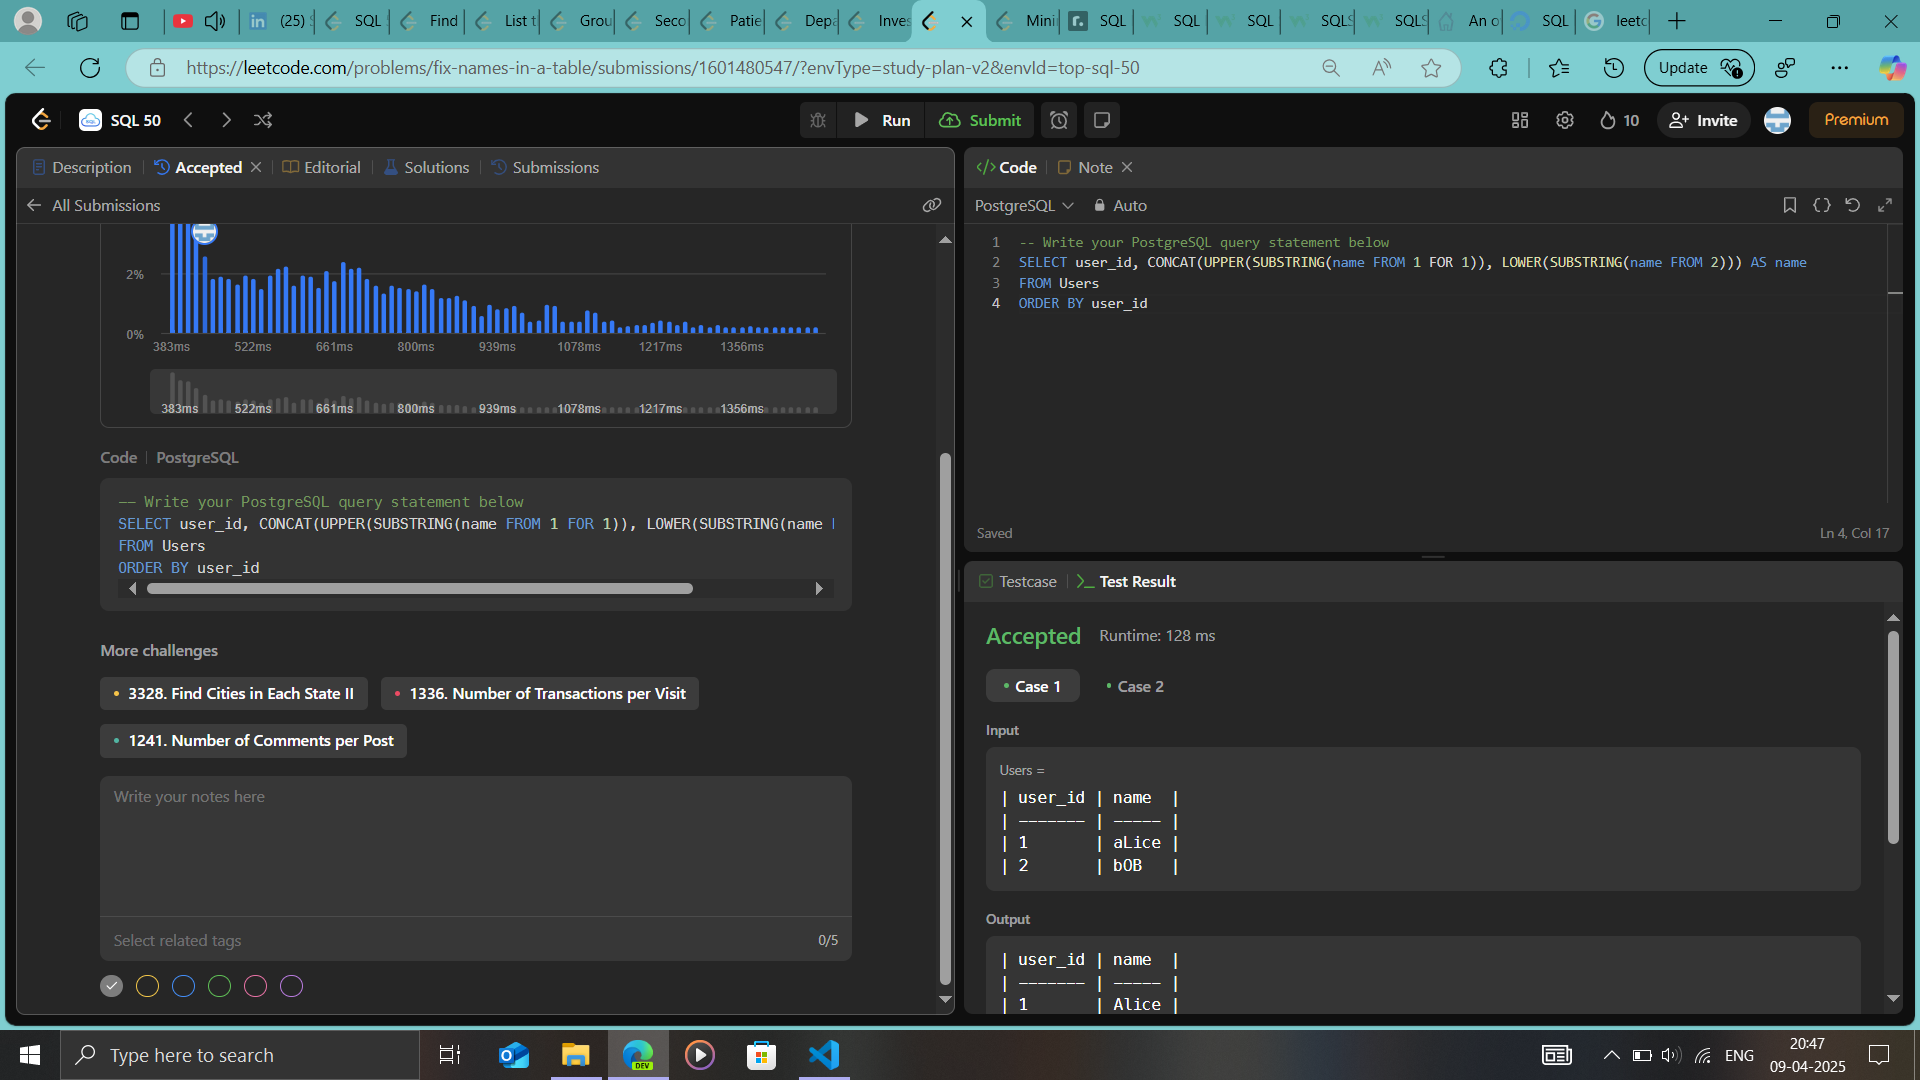 (25) S
SQL
Find
List t
Grou
Seco
Patie
Depa
Inves
Mini
SQL
SQL
SQL
SQLS
SQLS
An o
SQL
leetc
https://leetcode.com/problems/fix-names-in-a-table/submissions/1601480547/?envType=study-plan-v2&envId=top-sql-50
Update
SQL 50
Run
Submit
10
Invite
Premium
Description
Accepted
Editorial
Solutions
Submissions
All Submissions
2%
0%
383ms 522ms 661ms 800ms 939ms 1078ms 1217ms 1356ms
383ms 522ms 661ms 800ms 939ms 1078ms 1217ms 1356ms
Code | PostgreSQL
-- Write your PostgreSQL query statement below
SELECT user_id, CONCAT(UPPER(SUBSTRING(name FROM 1 FOR 1)), LOWER(SUBSTRING(name
FROM Users
ORDER BY user_id
More challenges
3328. Find Cities in Each State II
1336. Number of Transactions per Visit
1241. Number of Comments per Post
Write your notes here
Select related tags
0/5
</> Code
Note
PostgreSQL
Auto
1 -- Write your PostgreSQL query statement below
2 SELECT user_id, CONCAT(UPPER(SUBSTRING(name FROM 1 FOR 1)), LOWER(SUBSTRING(name FROM 2))) AS name
3 FROM Users
4 ORDER BY user_id
Saved
Ln 4, Col 17
Testcase
Test Result
Accepted Runtime: 128 ms
Case 1
Case 2
Input
Users =
| user_id | name |
| ------- | ----- |
| 1 | aLice |
| 2 | bOB |
Output
| user_id | name |
| ------- | ----- |
| 1 | Alice |
Type here to search
DEV
ENG
20:47
09-04-2025